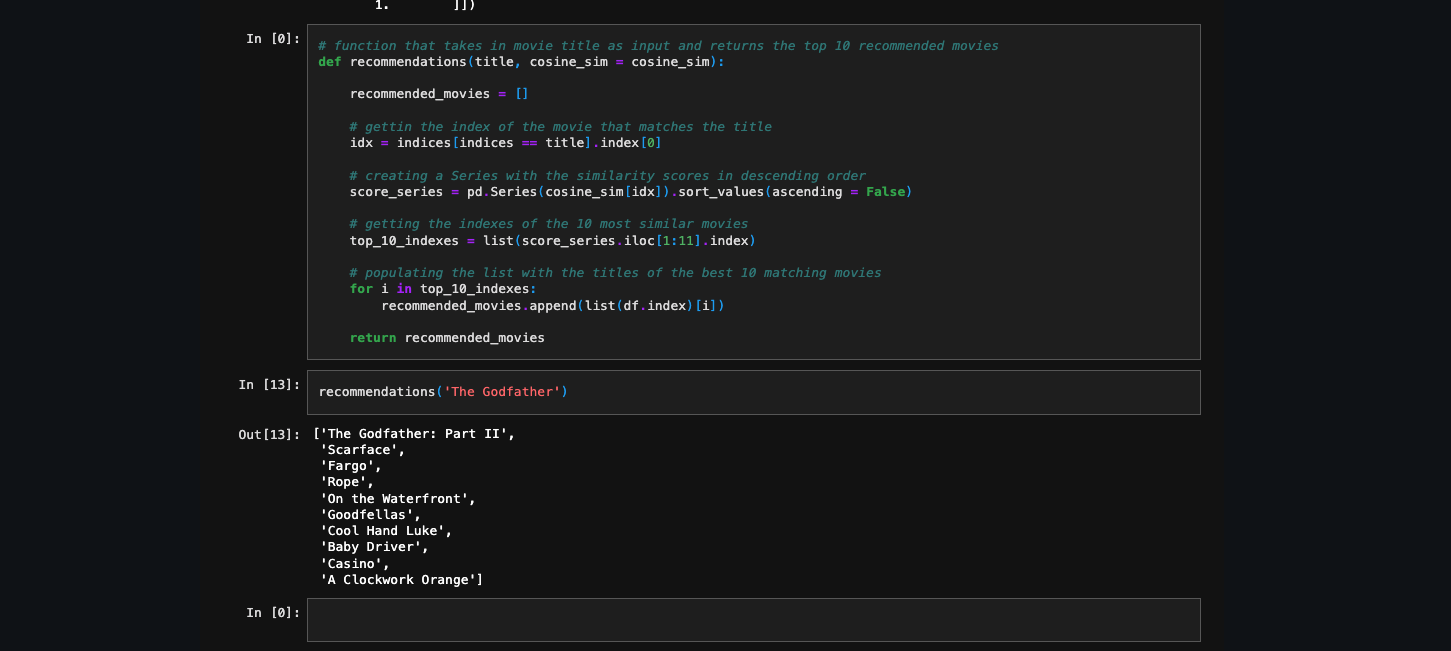 1.        ]])
In [0]:
# function that takes in movie title as input and returns the top 10 recommended movies
def recommendations(title, cosine_sim = cosine_sim):
    recommended_movies = []
    # gettin the index of the movie that matches the title
    idx = indices[indices == title].index[0]
    # creating a Series with the similarity scores in descending order
    score_series = pd.Series(cosine_sim[idx]).sort_values(ascending = False)
    # getting the indexes of the 10 most similar movies
    top_10_indexes = list(score_series.iloc[1:11].index)
    # populating the list with the titles of the best 10 matching movies
    for i in top_10_indexes:
        recommended_movies.append(list(df.index)[i])
    return recommended_movies
In [13]:
recommendations('The Godfather')
Out[13]: ['The Godfather: Part II',
 'Scarface',
 'Fargo',
 'Rope',
 'On the Waterfront',
 'Goodfellas',
 'Cool Hand Luke',
 'Baby Driver',
 'Casino',
 'A Clockwork Orange']
In [0]: